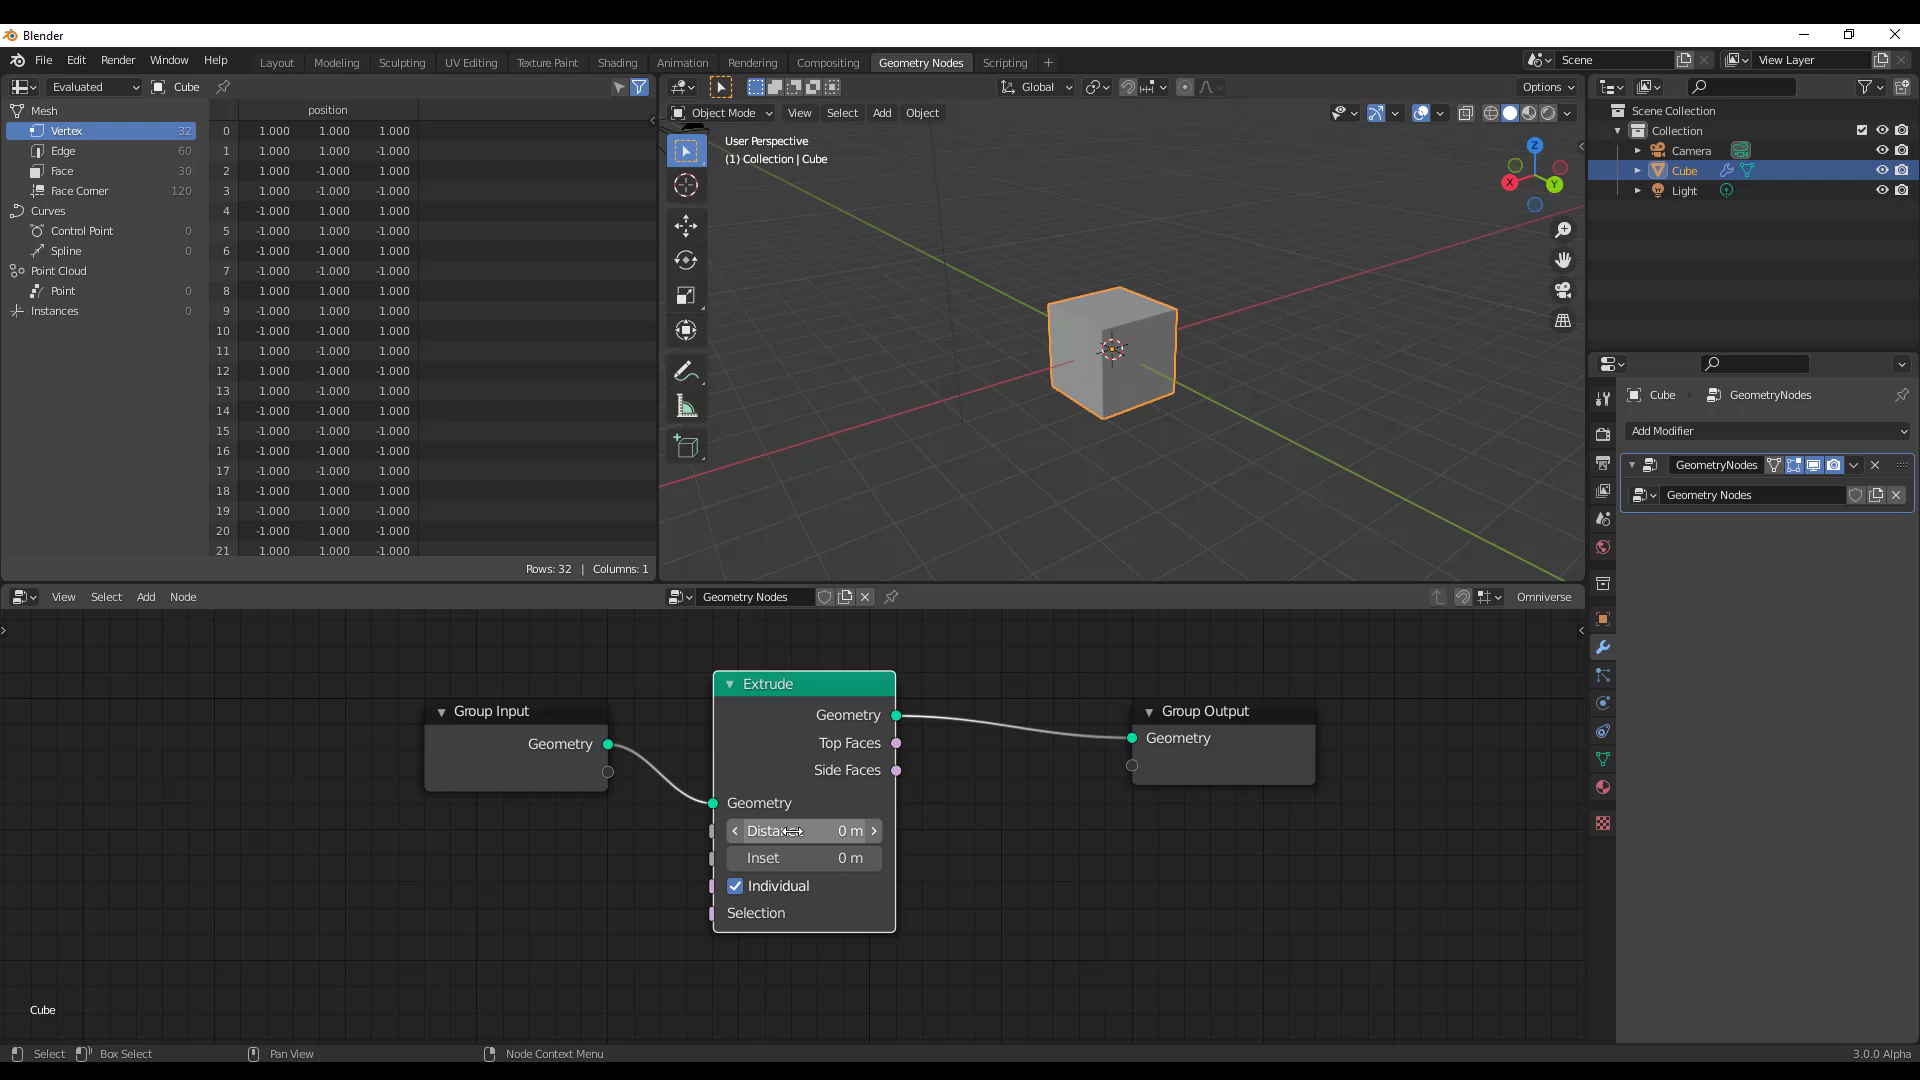 Blender
File Edit Render Window Help Layout Modeling Sculpting UV Editing Texture Paint Shading Animation Rendering Compositing Geometry Nodes Scripting + Scene View Layer
Evaluated Cube
Mesh
Vertex 32
Edge 60
Face 30
Face Corner 120
Curves
Control Point 0
Spline 0
Point Cloud
Point 0
Instances 0
position
0 1.000 1.000 1.000
1 1.000 1.000 -1.000
2 1.000 -1.000 1.000
3 1.000 -1.000 -1.000
4 -1.000 1.000 1.000
5 -1.000 1.000 -1.000
6 -1.000 -1.000 1.000
7 -1.000 -1.000 -1.000
8 1.000 1.000 1.000
9 -1.000 1.000 1.000
10 -1.000 -1.000 1.000
11 1.000 -1.000 1.000
12 1.000 -1.000 -1.000
13 1.000 -1.000 1.000
14 -1.000 -1.000 1.000
15 -1.000 -1.000 -1.000
16 -1.000 -1.000 -1.000
17 -1.000 -1.000 1.000
18 -1.000 1.000 1.000
19 -1.000 1.000 -1.000
20 -1.000 1.000 -1.000
21 1.000 1.000 -1.000
Rows: 32 | Columns: 1
Global Options
Object Mode View Select Add Object
User Perspective
(1) Collection | Cube
Z
X Y
Scene Collection
Collection
Camera
Cube
Light
Cube GeometryNodes
Add Modifier
GeometryNodes
Geometry Nodes
View Select Add Node Geometry Nodes Omniverse
Group Input
Geometry
Extrude
Geometry
Top Faces
Side Faces
Geometry
0 m
Inset 0 m
Individual
Selection
Group Output
Geometry
Cube
Select Box Select Pan View Node Context Menu 3.0.0 Alpha